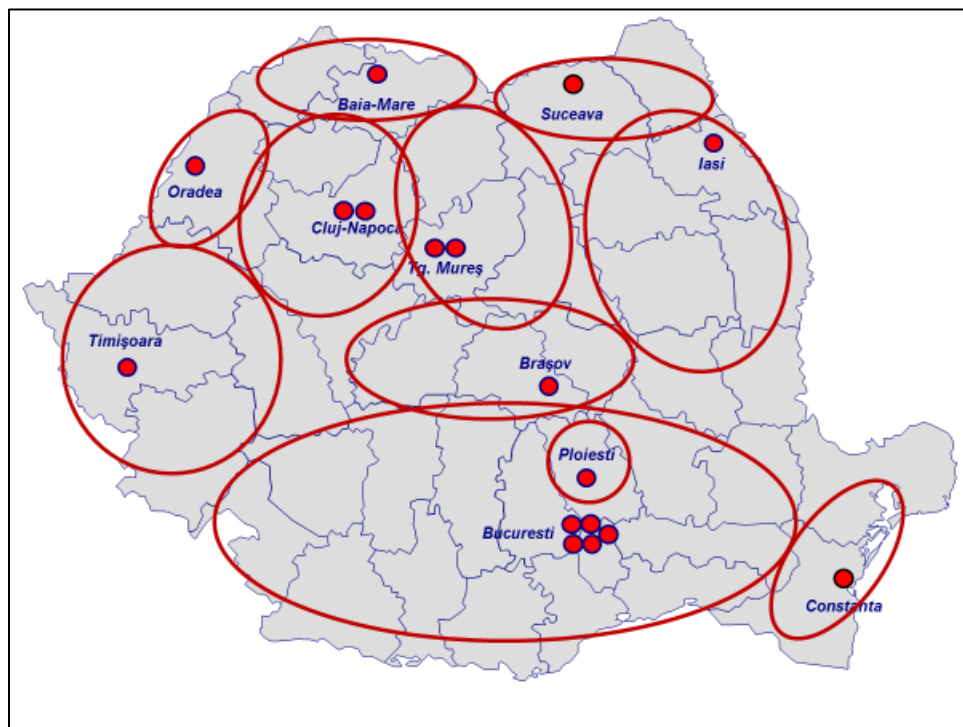 Baia-Mare
Suceava
Iasi
Oradea
Cluj-Napoca
Tg. Mureş
Timişoara
Braşov
Ploiesti
Bucuresti
Constanta